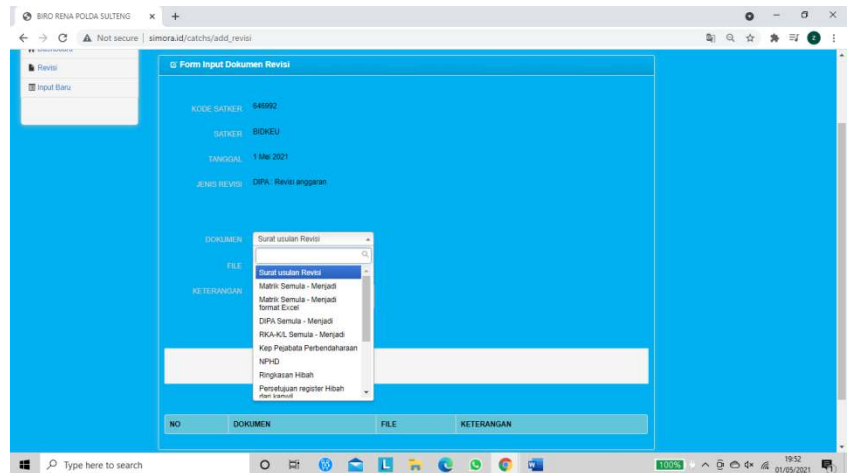 BIRO RENA POLDA SULTENG
Not secure | simora.id/catchs/add_revisi
Dashboard
Revisi
Input Baru
Form Input Dokumen Revisi
KODE SATKER 646992
SATKER BIDKEU
TANGGAL 1 Mei 2021
JENIS REVISI DIPA : Revisi anggaran
DOKUMEN Surat usulan Revisi
FILE
Surat usulan Revisi
KETERANGAN
Matrik Semula - Menjadi
Matrik Semula - Menjadi
format Excel
DIPA Semula - Menjadi
RKA-K/L Semula - Menjadi
Kep Pejabata Perbendaharaan
NPHD
Ringkasan Hibah
Persetujuan register Hibah
dari kanwil
NO DOKUMEN FILE KETERANGAN
Type here to search
100%
19:52
01/05/2021